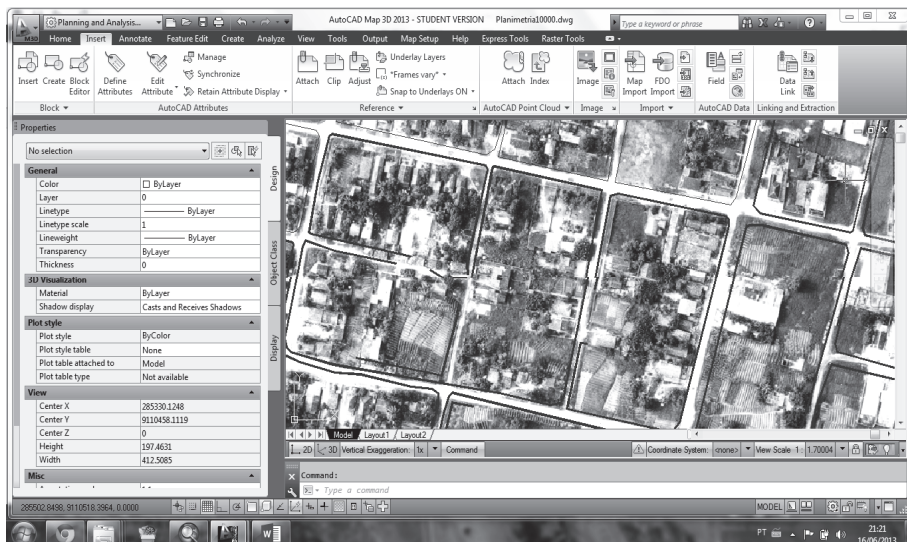 Planning and Analysis...
AutoCAD Map 3D 2013 - STUDENT VERSION Planimetria10000.dwg
Type a keyword or phrase
M3D Home Insert Annotate Feature Edit Create Analyze View Tools Output Map Setup Help Express Tools Raster Tools
Insert Create Block Editor
Define Attributes
Edit Attribute
Manage
Synchronize
Retain Attribute Display
Attach Clip Adjust
Underlay Layers
*Frames vary*
Snap to Underlays ON
Attach Index
Image
Map Import
FDO Import
Field
Data Link
Block AutoCAD Attributes Reference AutoCAD Point Cloud Image Import AutoCAD Data Linking and Extraction
Properties
No selection
General
Color ByLayer
Layer 0
Linetype ByLayer
Linetype scale 1
Lineweight ByLayer
Transparency ByLayer
Thickness 0
3D Visualization
Material ByLayer
Shadow display Casts and Receives Shadows
Plot style
Plot style ByColor
Plot style table None
Plot table attached to Model
Plot table type Not available
View
Center X 285330.1248
Center Y 9110458.1119
Center Z 0
Height 197.4631
Width 412.5085
Misc
Design
Object Class
Display
Model Layout1 Layout2
2D 3D Vertical Exaggeration: 1x Command
Coordinate System: <none> View Scale 1: 1.70004
Command:
Type a command
285502.8498, 9110518.3964, 0.0000
MODEL
PT
21:21
16/06/2013